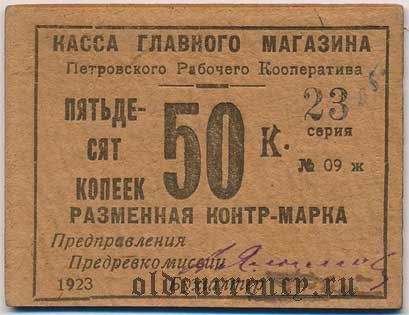 КАССА ГЛАВНОГО МАГАЗИНА
Петровского Рабочего Кооператива
ПЯТЬДЕ-
СЯТ
КОПЕЕК
50 К.
23
серия
№ 09 ж
РАЗМЕННАЯ КОНТР-МАРКА
Предправления
Предревкомиссии
1923
oldcurrency.ru